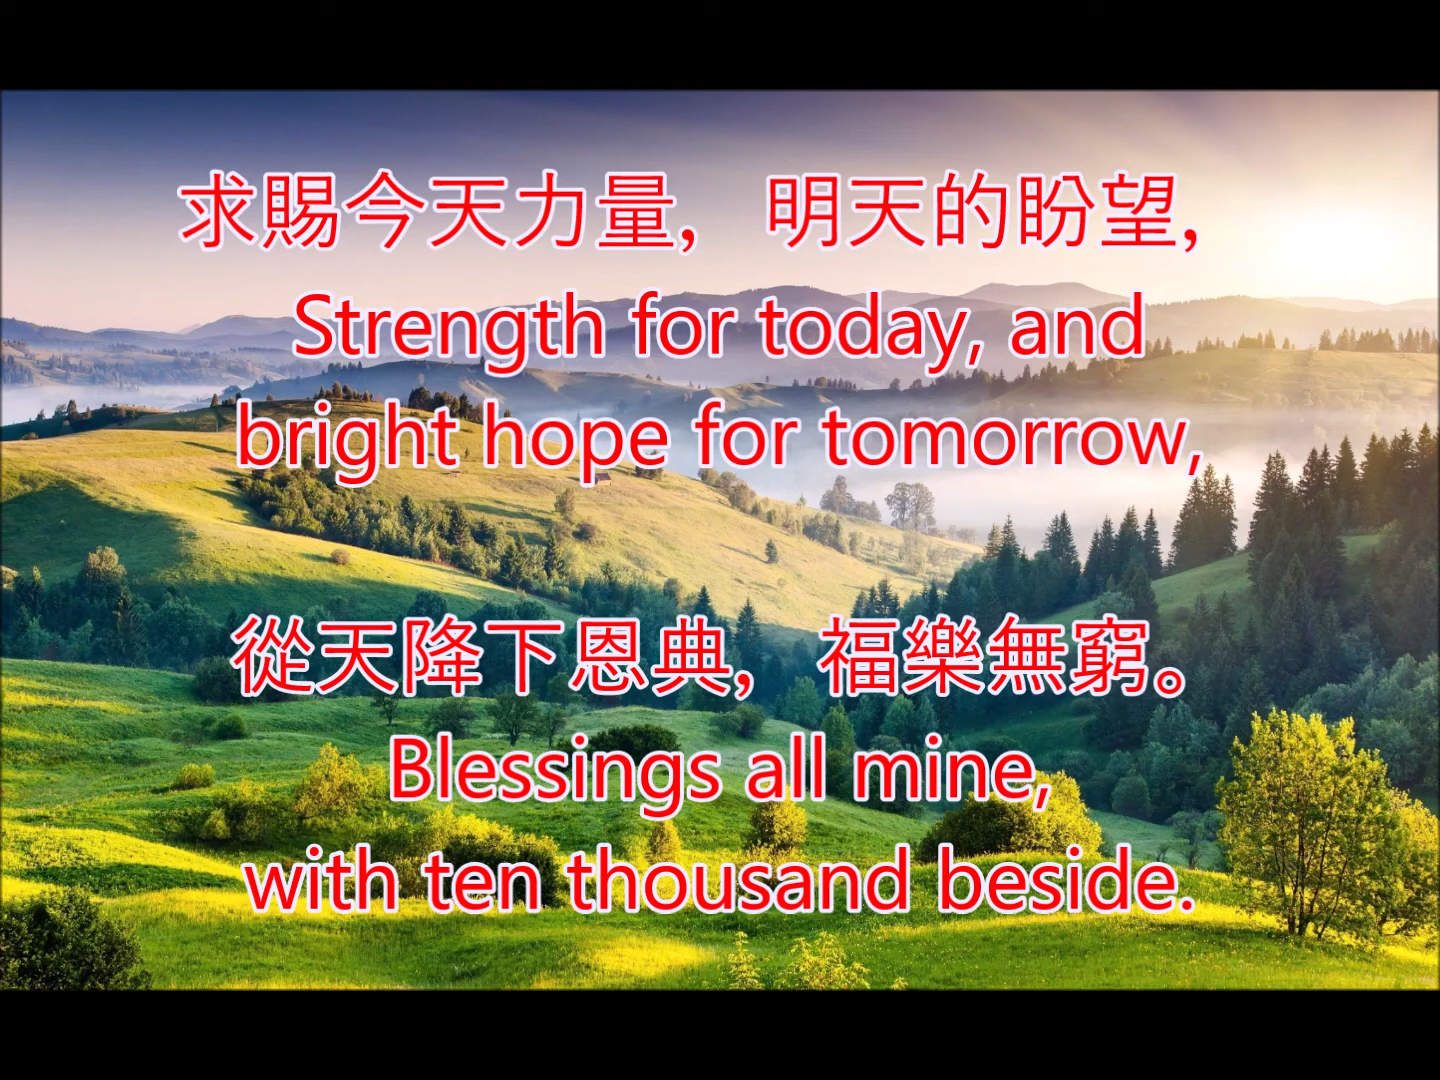 求賜今天力量，明天的盼望，
Strength for today, and
bright hope for tomorrow,
從天降下恩典，福樂無窮。
Blessings all mine,
with ten thousand beside.